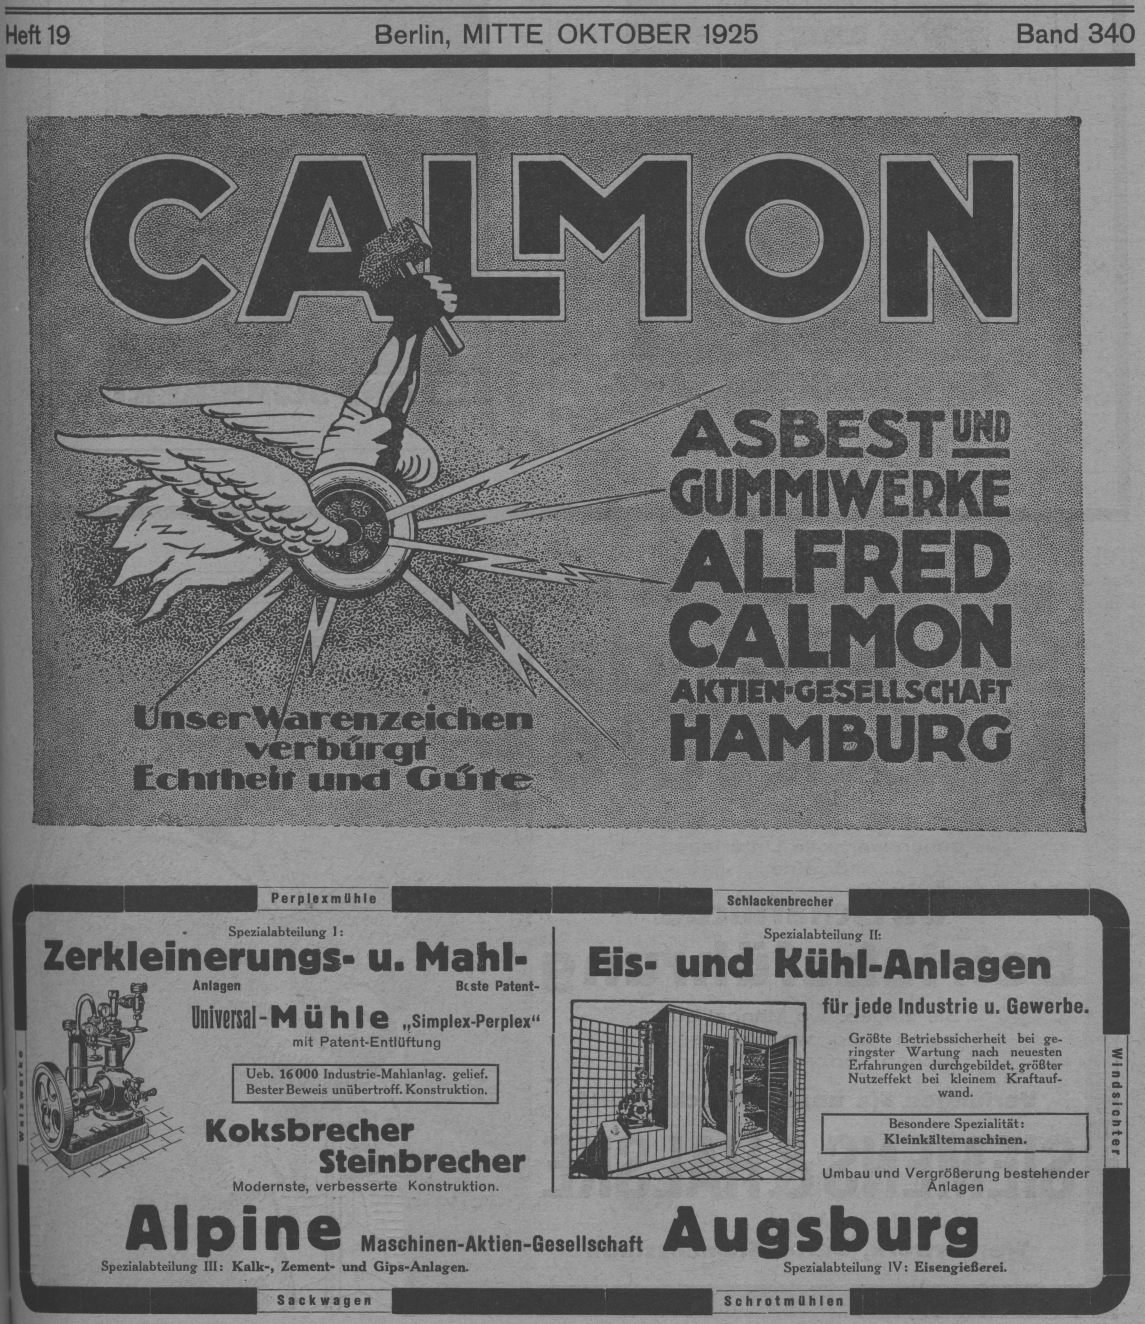 Heft 19 Berlin, MITTE OKTOBER 1925 Band 340
CALMON
ASBEST UND
GUMMIWERKE
ALFRED
CALMON
AKTIEN-GESELLSCHAFT
HAMBURG
Unser Warenzeichen
verbürgt
Echtheit und Güte
Perplexmühle
Schlackenbrecher
Walzwerke
Spezialabteilung I:
Zerkleinerungs- u. Mahl-
Anlagen Beste Patent-
Universal-Mühle „Simplex-Perplex“
mit Patent-Entlüftung
Ueb. 16000 Industrie-Mahlanlag. gelief.
Bester Beweis unübertroff. Konstruktion.
Koksbrecher
Steinbrecher
Modernste, verbesserte Konstruktion.
Spezialabteilung II:
Eis- und Kühl-Anlagen
für jede Industrie u. Gewerbe.
Größte Betriebssicherheit bei ge-
ringster Wartung nach neuesten
Erfahrungen durchgebildet, größter
Nutzeffekt bei kleinem Kraftauf-
wand.
Besondere Spezialität:
Kleinkältemaschinen.
Umbau und Vergrößerung bestehender
Anlagen
Windsichter
Alpine Maschinen-Aktien-Gesellschaft Augsburg
Spezialabteilung III: Kalk-, Zement- und Gips-Anlagen.
Spezialabteilung IV: Eisengießerei.
Sackwagen
Schrotmühlen